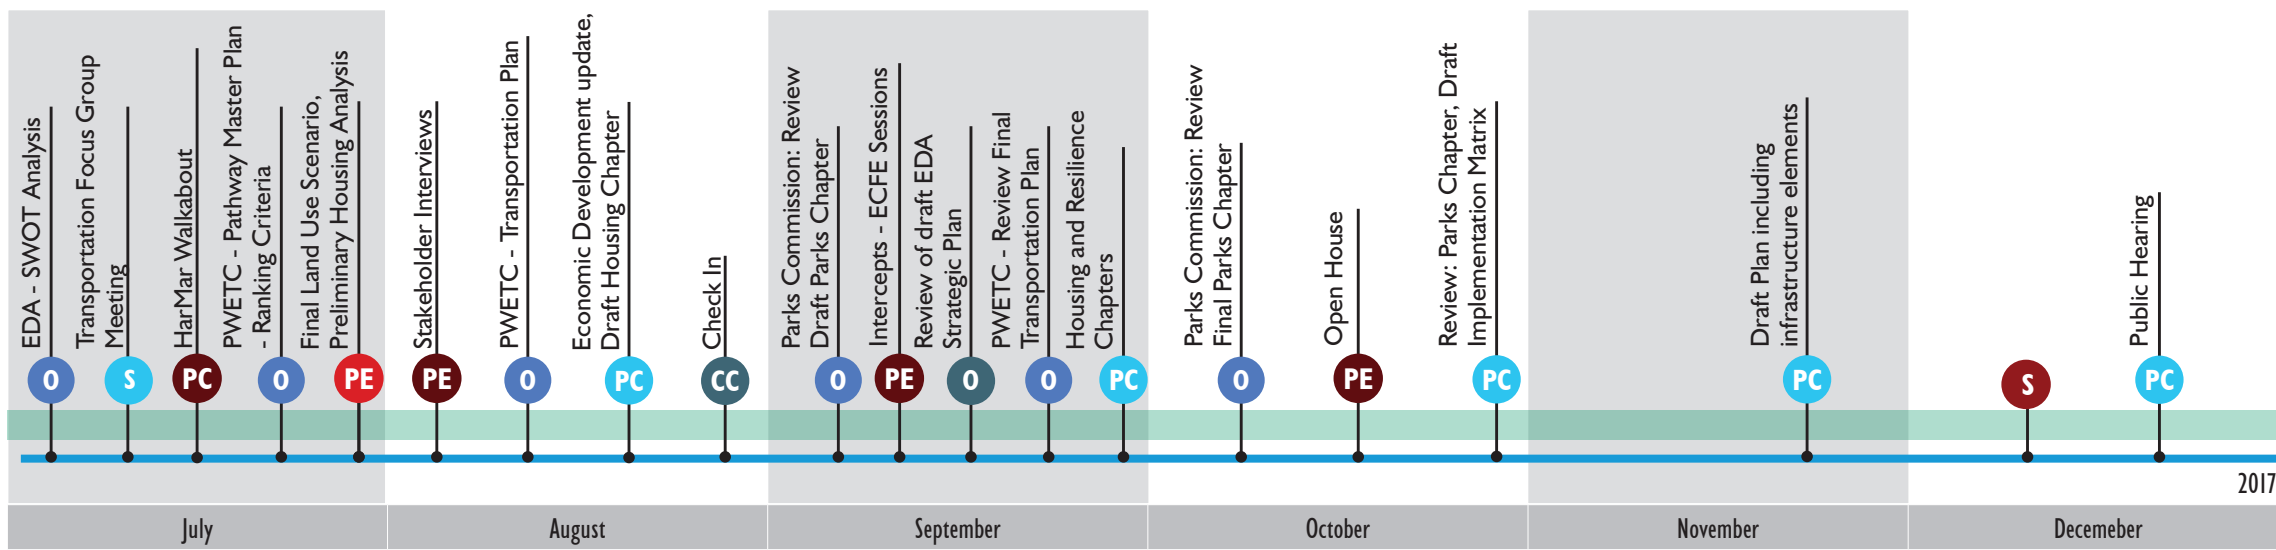 EDA - SWOT Analysis
Transportation Focus Group
Meeting
HarMar Walkabout
PWETC - Pathway Master Plan
- Ranking Criteria
Final Land Use Scenario,
Preliminary Housing Analysis
Stakeholder Interviews
PWETC - Transportation Plan
Economic Development update,
Draft Housing Chapter
Check In
Parks Commission: Review
Draft Parks Chapter
Intercepts - ECFE Sessions
Review of draft EDA
Strategic Plan
PWETC - Review Final
Transportation Plan
Housing and Resilience
Chapters
Parks Commission: Review
Final Parks Chapter
Open House
Review: Parks Chapter, Draft
Implementation Matrix
Draft Plan including
infrastructure elements
Public Hearing
O
S
PC
O
PE
PE
O
PC
CC
O
PE
O
O
PC
O
PE
PC
PC
S
PC
2017
July
August
September
October
November
Decemeber